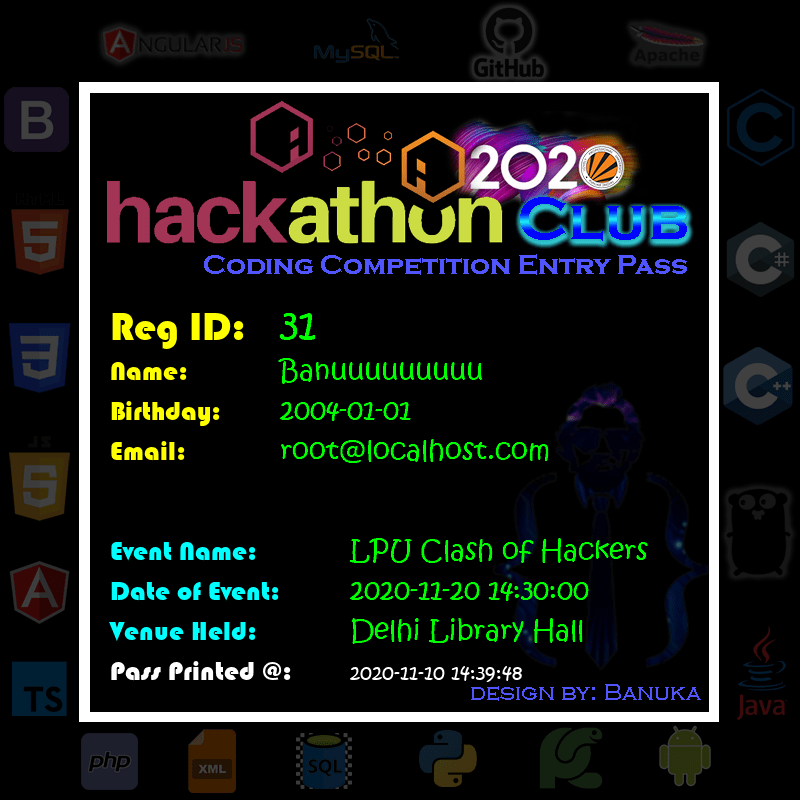 ANGULARJS
MySQL
GitHub
Apache
B
C
A
A
2020
hackathon
CLUB
CODING COMPETITION ENTRY PASS
5
C#
Reg ID: 31
Name: Banuuuuuuuuu
3
C++
Birthday: 2004-01-01
Email: root@localhost.com
JS
5
Event Name: LPU Clash of Hackers
A
Date of Event: 2020-11-20 14:30:00
Venue Held: Delhi Library Hall
Pass Printed @: 2020-11-10 14:39:48
TS
DESIGN BY: BANUKA
Java
php
XML
SQL